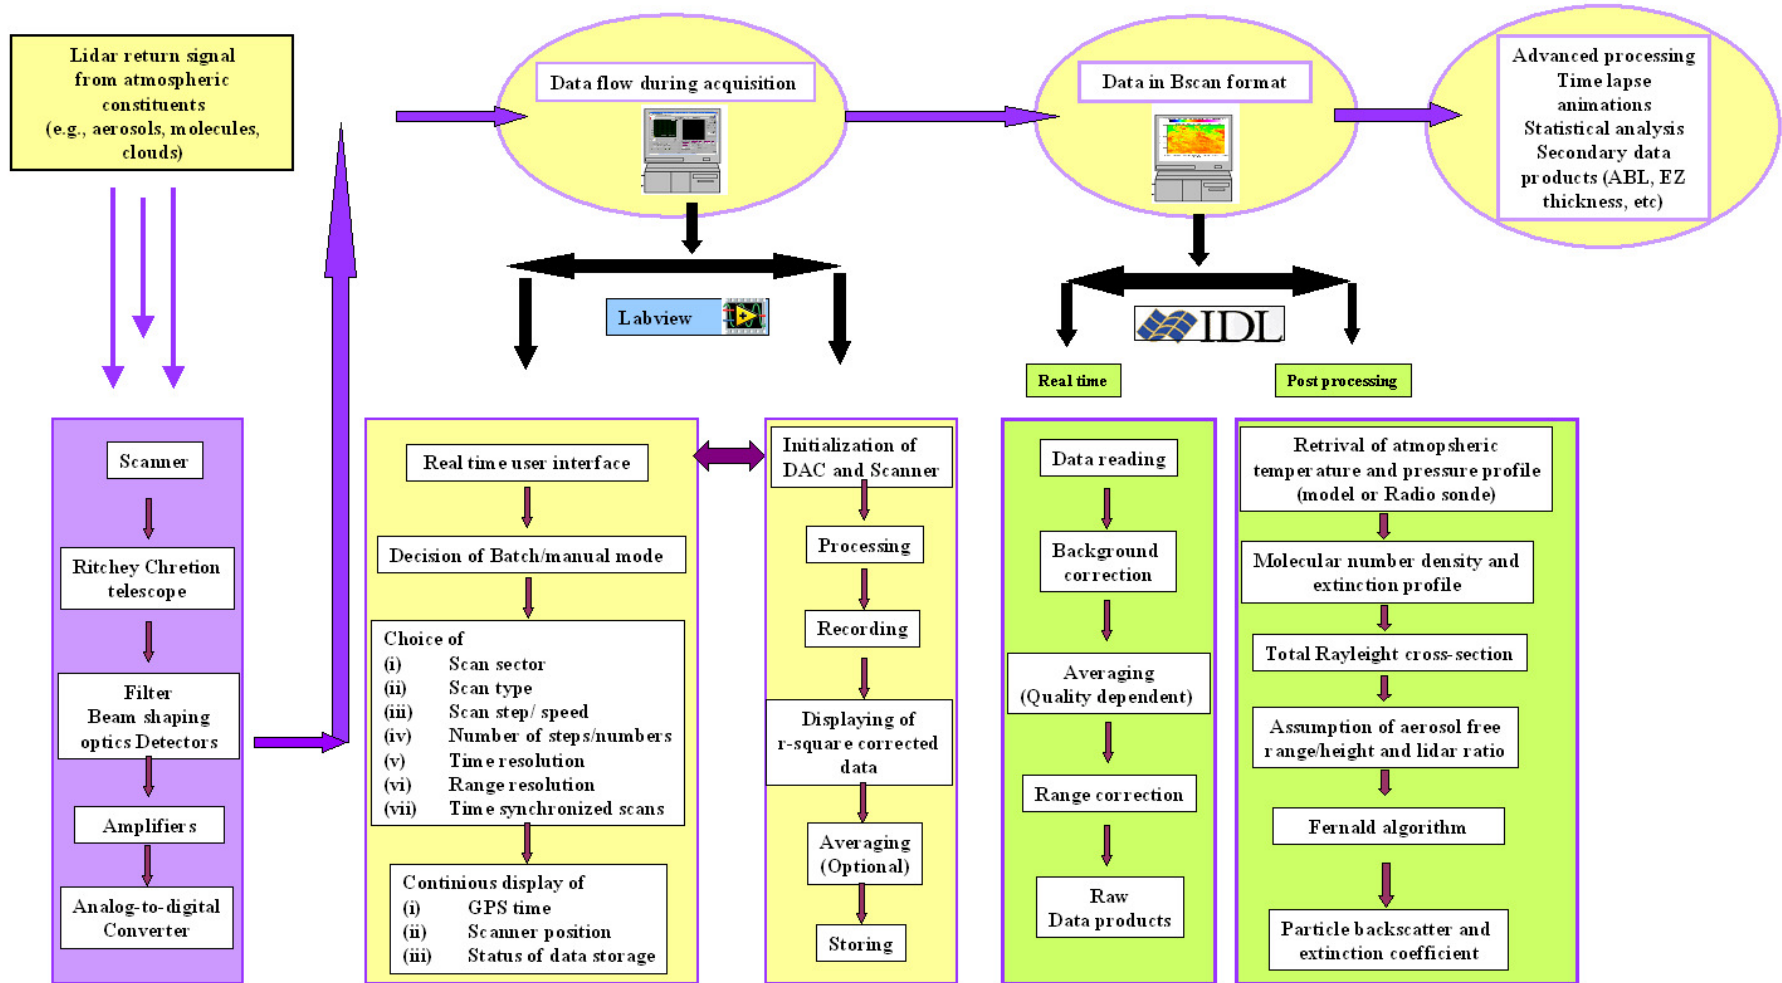 Lidar return signal
from atmospheric
constituents
(e.g., aerosols, molecules,
clouds)
Data flow during acquisition
Data in Bscan format
Advanced processing
Time lapse
animations
Statistical analysis
Secondary data
products (ABL, EZ
thickness, etc)
Labview
IDL
Real time
Post processing
Scanner
Ritchey Chretion
telescope
Filter
Beam shaping
optics Detectors
Amplifiers
Analog-to-digital
Converter
Real time user interface
Decision of Batch/manual mode
Choice of
(i) Scan sector
(ii) Scan type
(iii) Scan step/ speed
(iv) Number of steps/numbers
(v) Time resolution
(vi) Range resolution
(vii) Time synchronized scans
Continious display of
(i) GPS time
(ii) Scanner position
(iii) Status of data storage
Initialization of
DAC and Scanner
Processing
Recording
Displaying of
r-square corrected
data
Averaging
(Optional)
Storing
Data reading
Background
correction
Averaging
(Quality dependent)
Range correction
Raw
Data products
Retrival of atmopsheric
temperature and pressure profile
(model or Radio sonde)
Molecular number density and
extinction profile
Total Rayleight cross-section
Assumption of aerosol free
range/height and lidar ratio
Fernald algorithm
Particle backscatter and
extinction coefficient